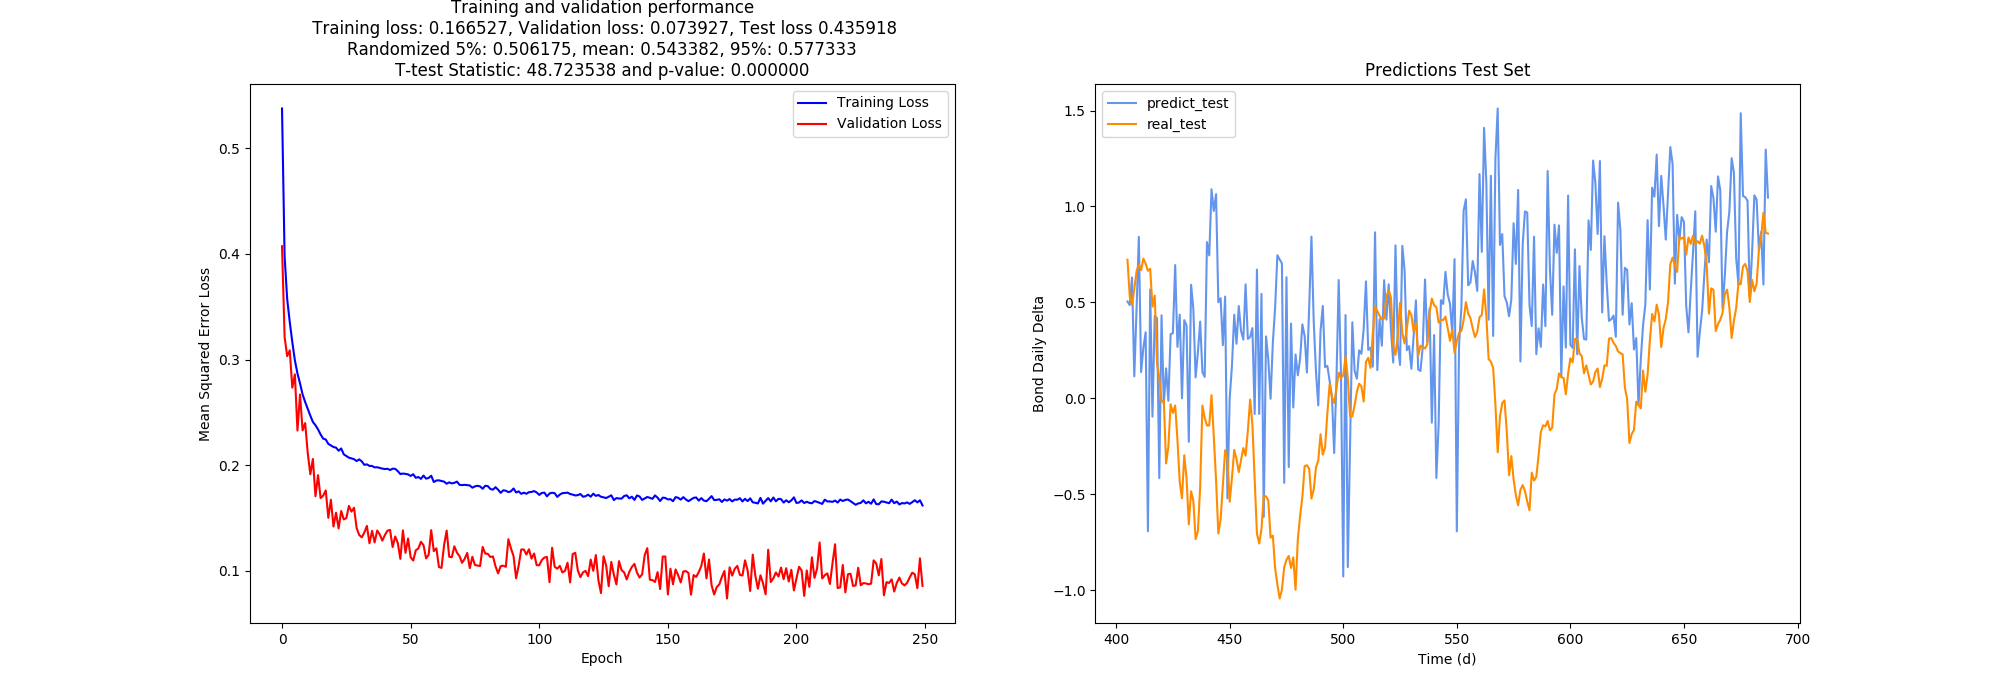 Training and validation performance
Training loss: 0.166527, Validation loss: 0.073927, Test loss 0.435918
Randomized 5%: 0.506175, mean: 0.543382, 95%: 0.577333
T-test Statistic: 48.723538 and p-value: 0.000000
Training Loss
Validation Loss
0.5
0.4
0.3
0.2
0.1
Mean Squared Error Loss
0
50
100
150
200
250
Epoch
Predictions Test Set
predict_test
real_test
1.5
1.0
0.5
0.0
−0.5
−1.0
Bond Daily Delta
400
450
500
550
600
650
700
Time (d)